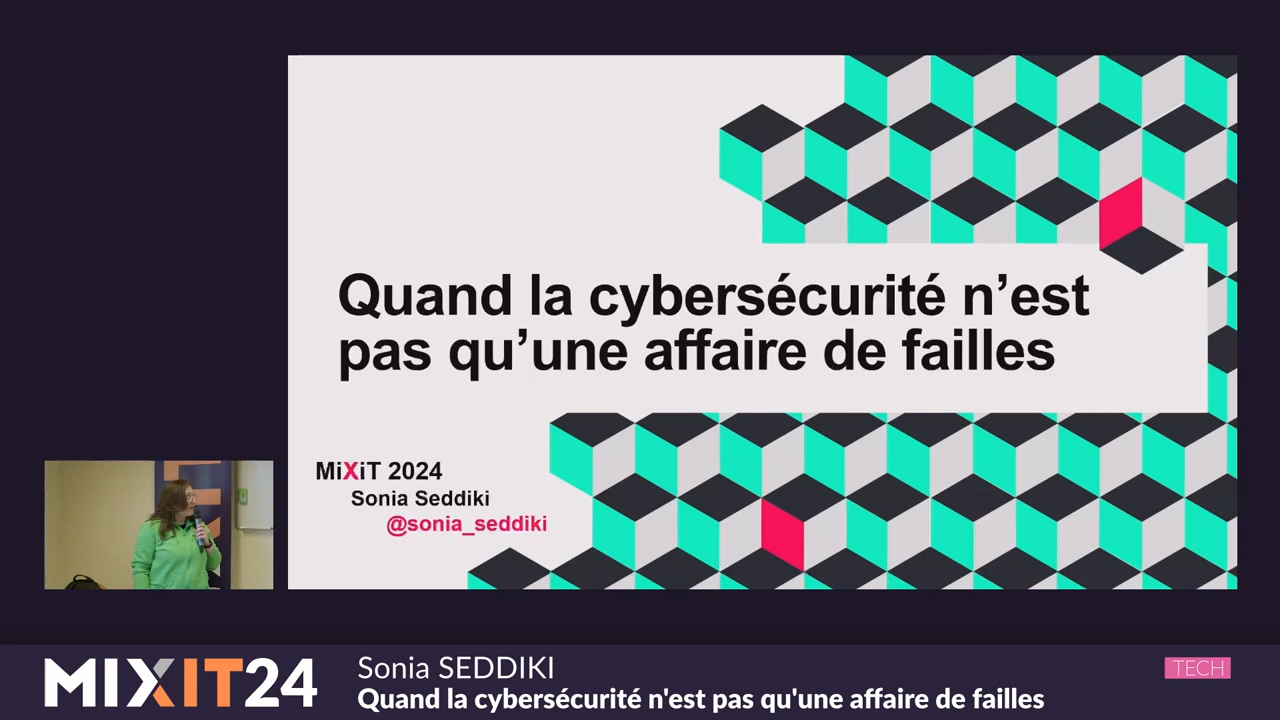 Quand la cybersécurité n’est
pas qu’une affaire de failles
MiXiT 2024
Sonia Seddiki
@sonia_seddiki
MIXIT24
Sonia SEDDIKI
Quand la cybersécurité n'est pas qu'une affaire de failles
TECH